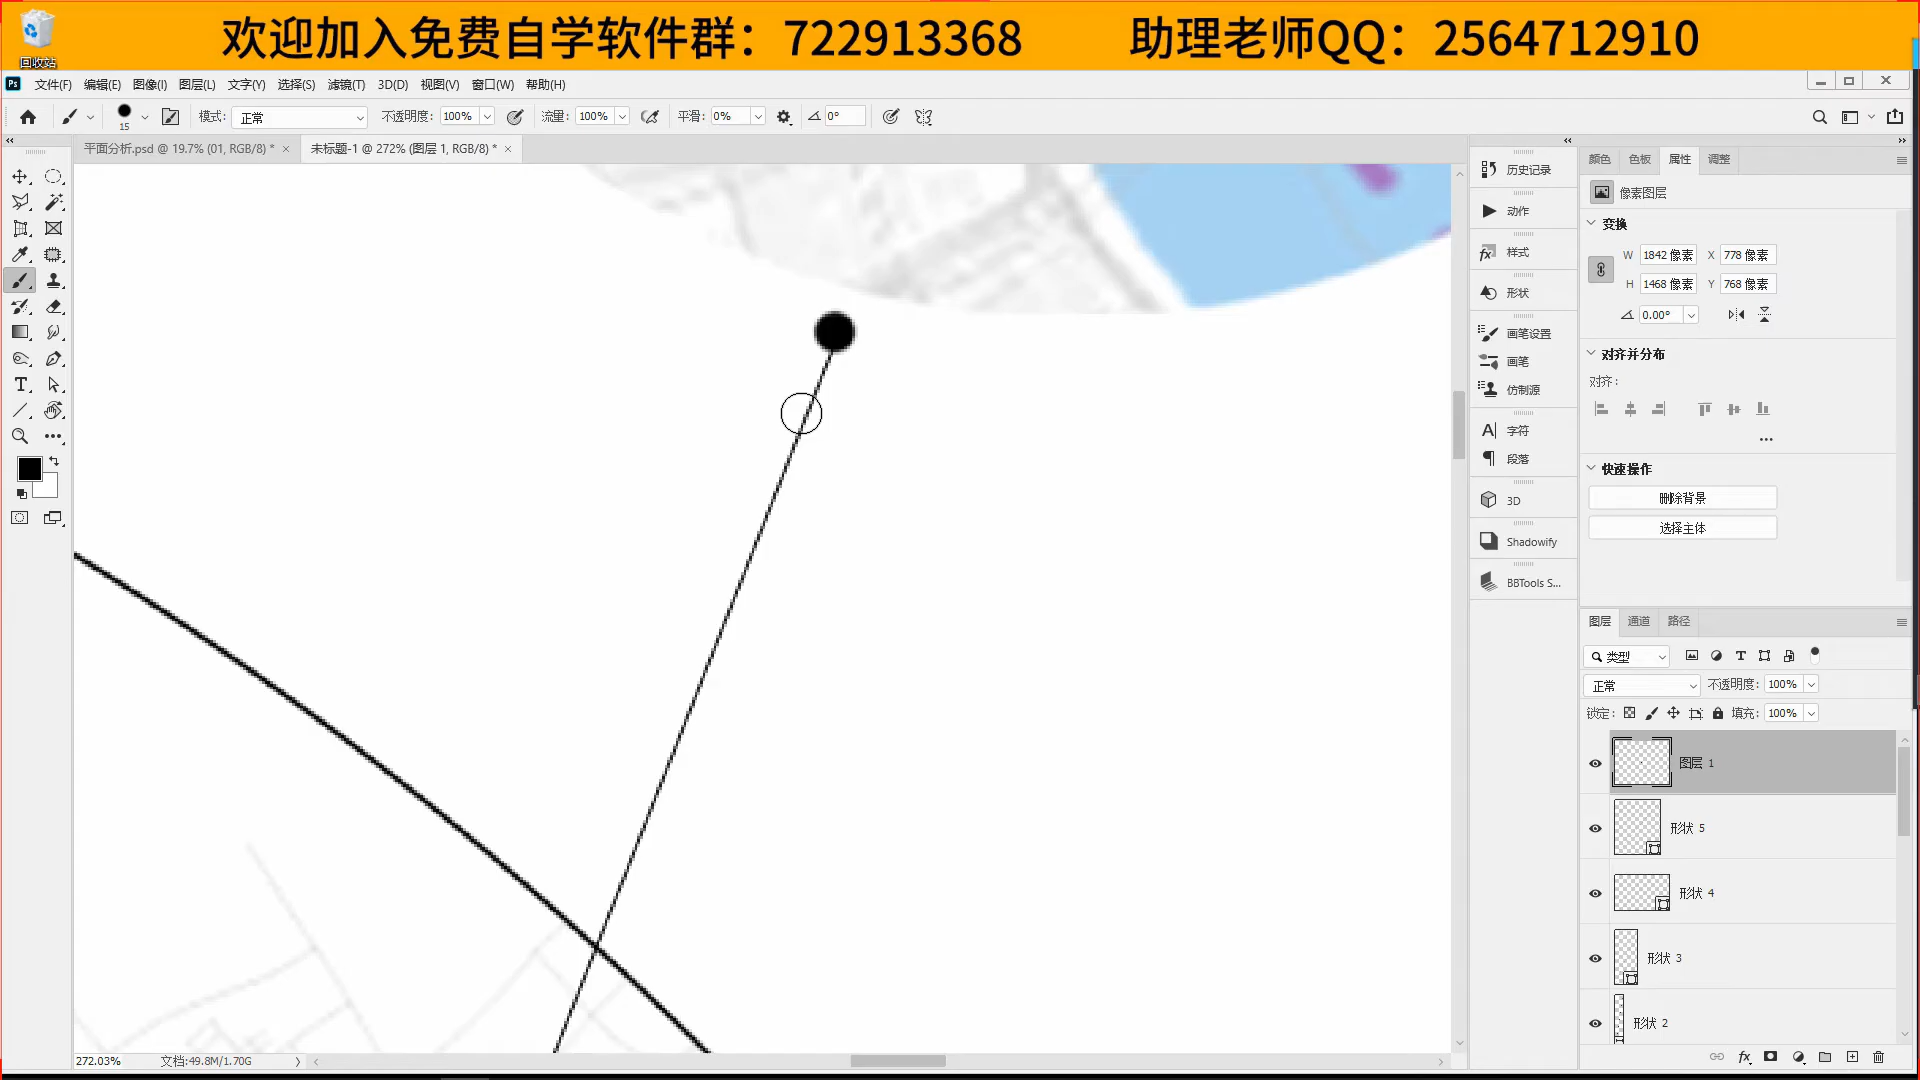 欢迎加入免费自学软件群：722913368 助理老师QQ：2564712910
回收站
Ps 文件(F) 编辑(E) 图像(I) 图层(L) 文字(Y) 选择(S) 滤镜(T) 3D(D) 视图(V) 窗口(W) 帮助(H)
15 模式： 正常 不透明度： 100% 流量： 100% 平滑： 0% 0°
平面分析.psd @ 19.7% (01, RGB/8) * × 未标题-1 @ 272% (图层 1, RGB/8) * ×
历史记录
动作
样式
形状
画笔设置
画笔
仿制源
字符
段落
3D
Shadowify
BBTools S...
颜色 色板 属性 调整
像素图层
变换
W 1842 像素 X 778 像素
H 1468 像素 Y 768 像素
0.00°
对齐并分布
对齐：
快速操作
删除背景
选择主体
图层 通道 路径
类型
正常 不透明度： 100%
锁定： 填充： 100%
图层 1
形状 5
形状 4
形状 3
形状 2
272.03% 文档:49.8M/1.70G